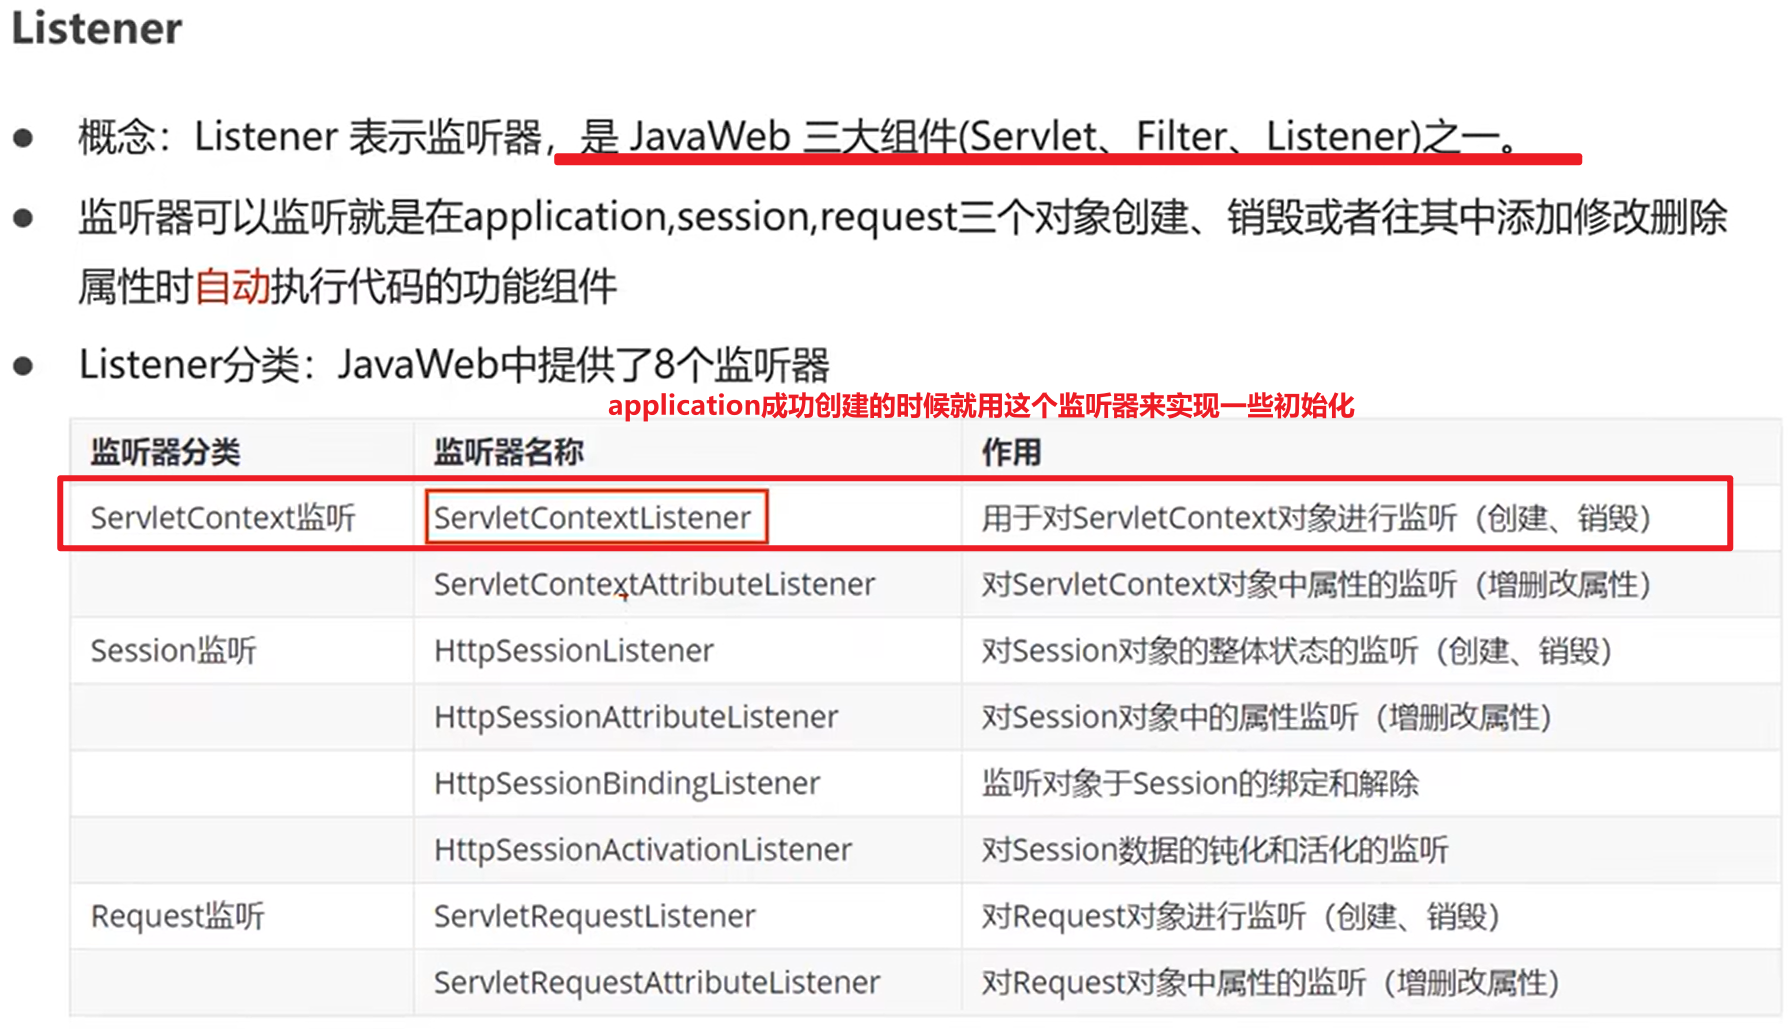 Listener
● 概念：Listener 表示监听器，是 JavaWeb 三大组件(Servlet、Filter、Listener)之一。
● 监听器可以监听就是在application,session,request三个对象创建、销毁或者往其中添加修改删除
属性时自动执行代码的功能组件
● Listener分类：JavaWeb中提供了8个监听器
application成功创建的时候就用这个监听器来实现一些初始化
监听器分类 监听器名称 作用
ServletContext监听 ServletContextListener 用于对ServletContext对象进行监听（创建、销毁）
ServletContextAttributeListener 对ServletContext对象中属性的监听（增删改属性）
Session监听 HttpSessionListener 对Session对象的整体状态的监听（创建、销毁）
HttpSessionAttributeListener 对Session对象中的属性监听（增删改属性）
HttpSessionBindingListener 监听对象于Session的绑定和解除
HttpSessionActivationListener 对Session数据的钝化和活化的监听
Request监听 ServletRequestListener 对Request对象进行监听（创建、销毁）
ServletRequestAttributeListener 对Request对象中属性的监听（增删改属性）